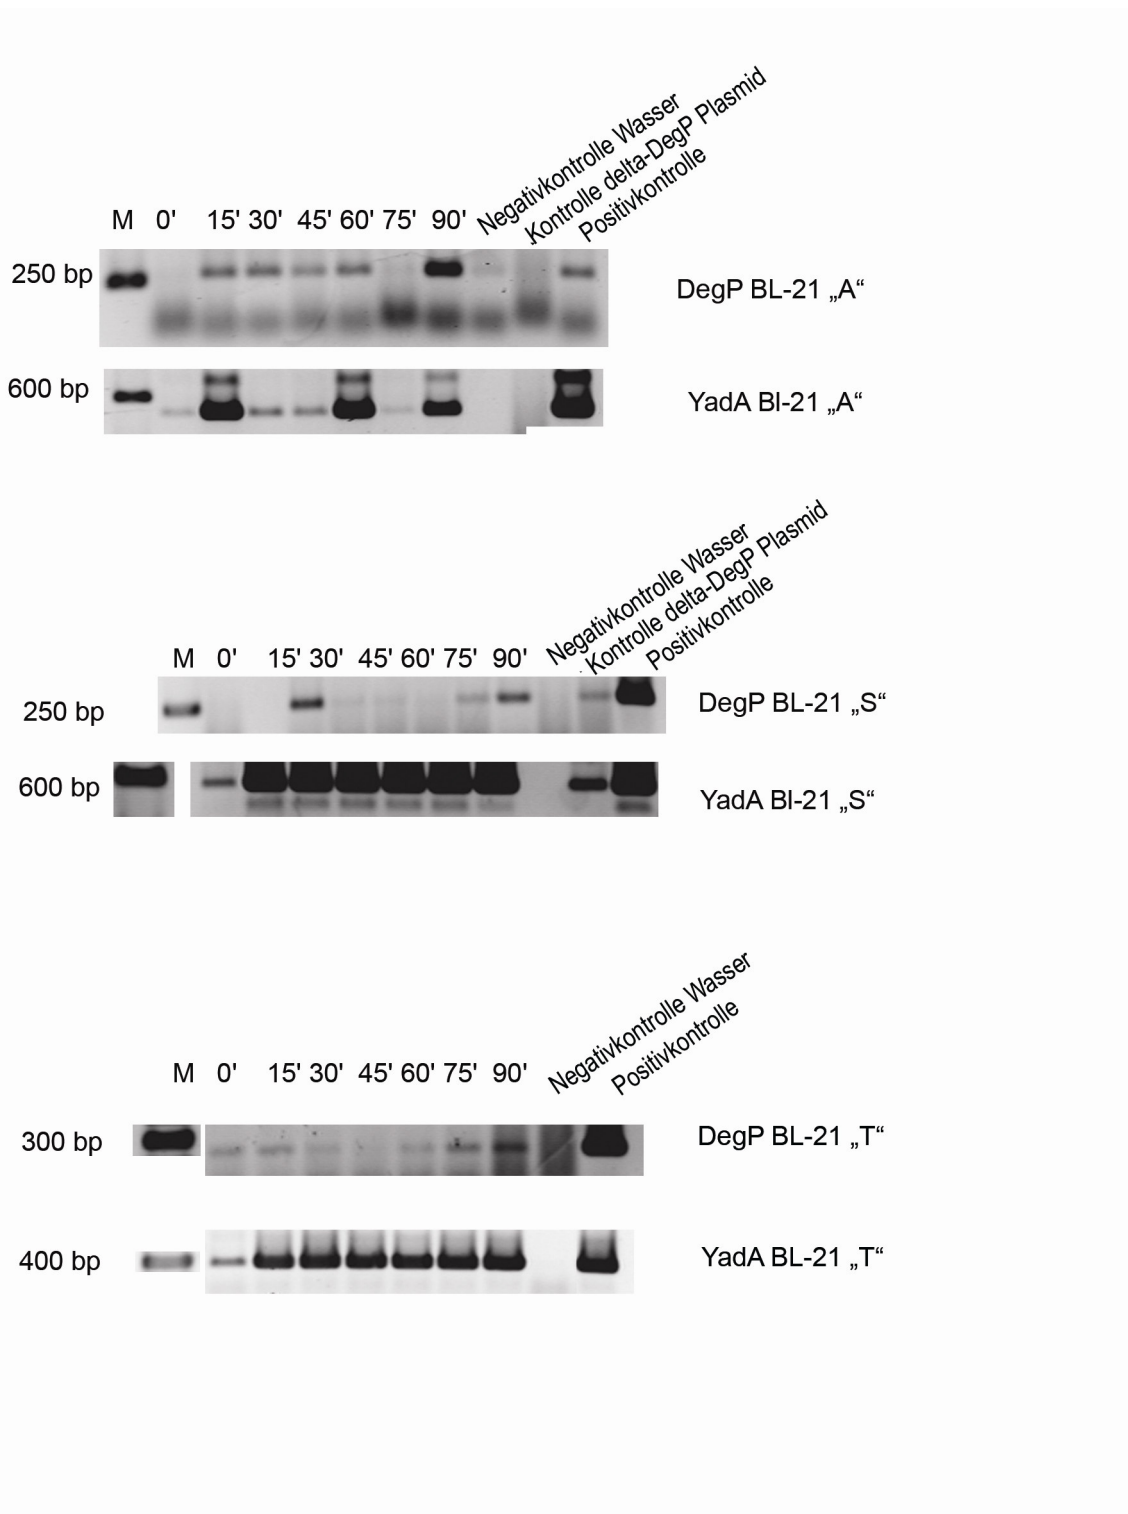 Negativkontrolle Wasser
Kontrolle delta-DegP Plasmid
Positivkontrolle
M 0' 15' 30' 45' 60' 75' 90'
250 bp
DegP BL-21 „A“
600 bp
YadA Bl-21 „A“
Negativkontrolle Wasser
Kontrolle delta-DegP Plasmid
Positivkontrolle
M 0' 15' 30' 45' 60' 75' 90'
250 bp
DegP BL-21 „S“
600 bp
YadA Bl-21 „S“
Negativkontrolle Wasser
Positivkontrolle
M 0' 15' 30' 45' 60' 75' 90'
300 bp
DegP BL-21 „T“
400 bp
YadA BL-21 „T“